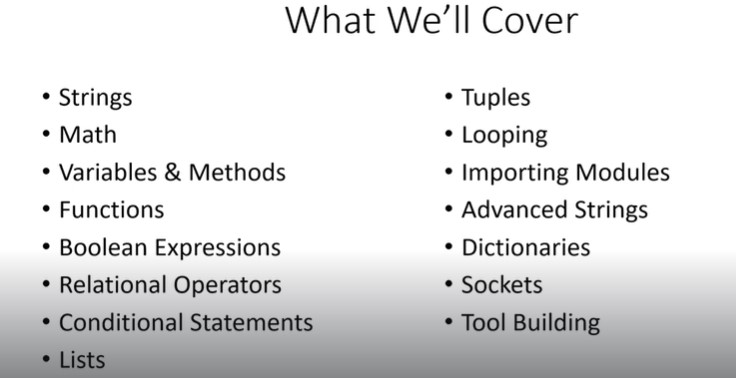 What We'll Cover
• Strings
• Math
• Variables & Methods
• Functions
• Boolean Expressions
• Relational Operators
• Conditional Statements
• Lists
• Tuples
• Looping
• Importing Modules
• Advanced Strings
• Dictionaries
• Sockets
• Tool Building